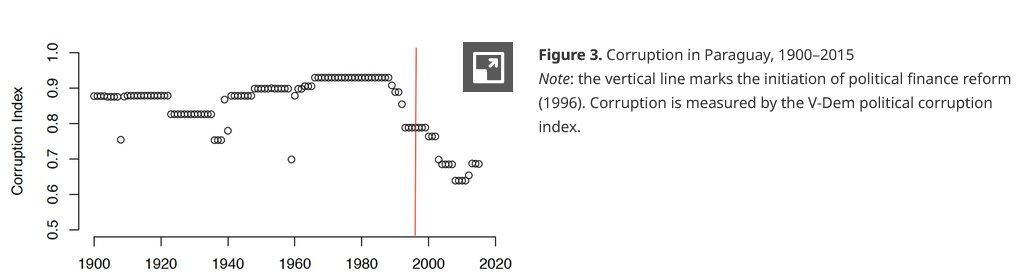 Corruption Index
1.0
0.9
0.8
0.7
0.6
0.5
1900 1920 1940 1960 1980 2000 2020
Figure 3. Corruption in Paraguay, 1900–2015
Note: the vertical line marks the initiation of political finance reform
(1996). Corruption is measured by the V-Dem political corruption
index.